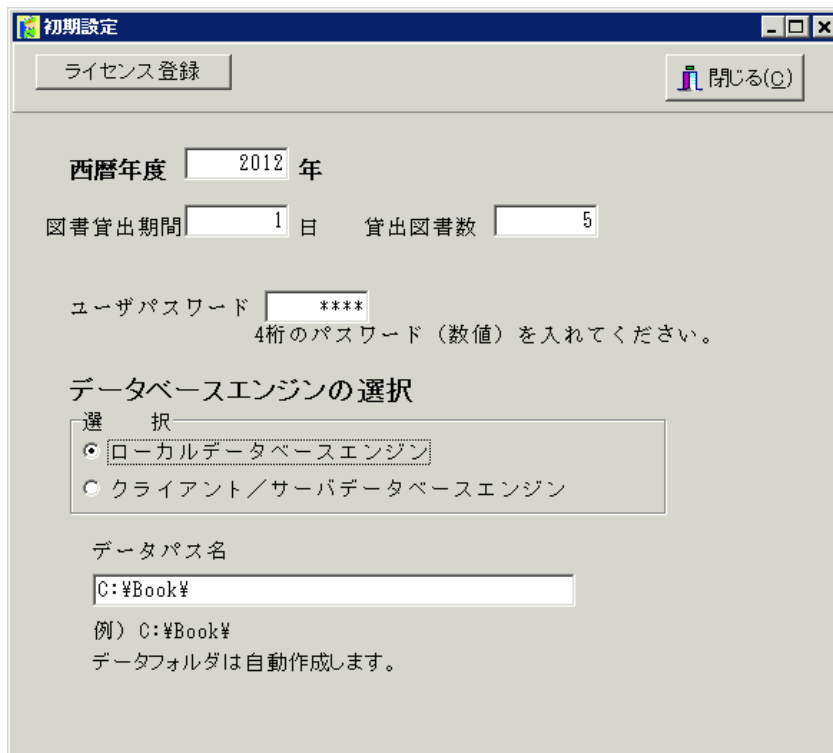 初期設定
ライセンス登録
閉じる(C)
西暦年度 2012 年
図書貸出期間 1 日 貸出図書数 5
ユーザパスワード ****
4桁のパスワード（数値）を入れてください。
データベースエンジンの選択
選　択
ローカルデータベースエンジン
クライアント／サーバデータベースエンジン
データパス名
C:¥Book¥
例）C:¥Book¥
データフォルダは自動作成します。